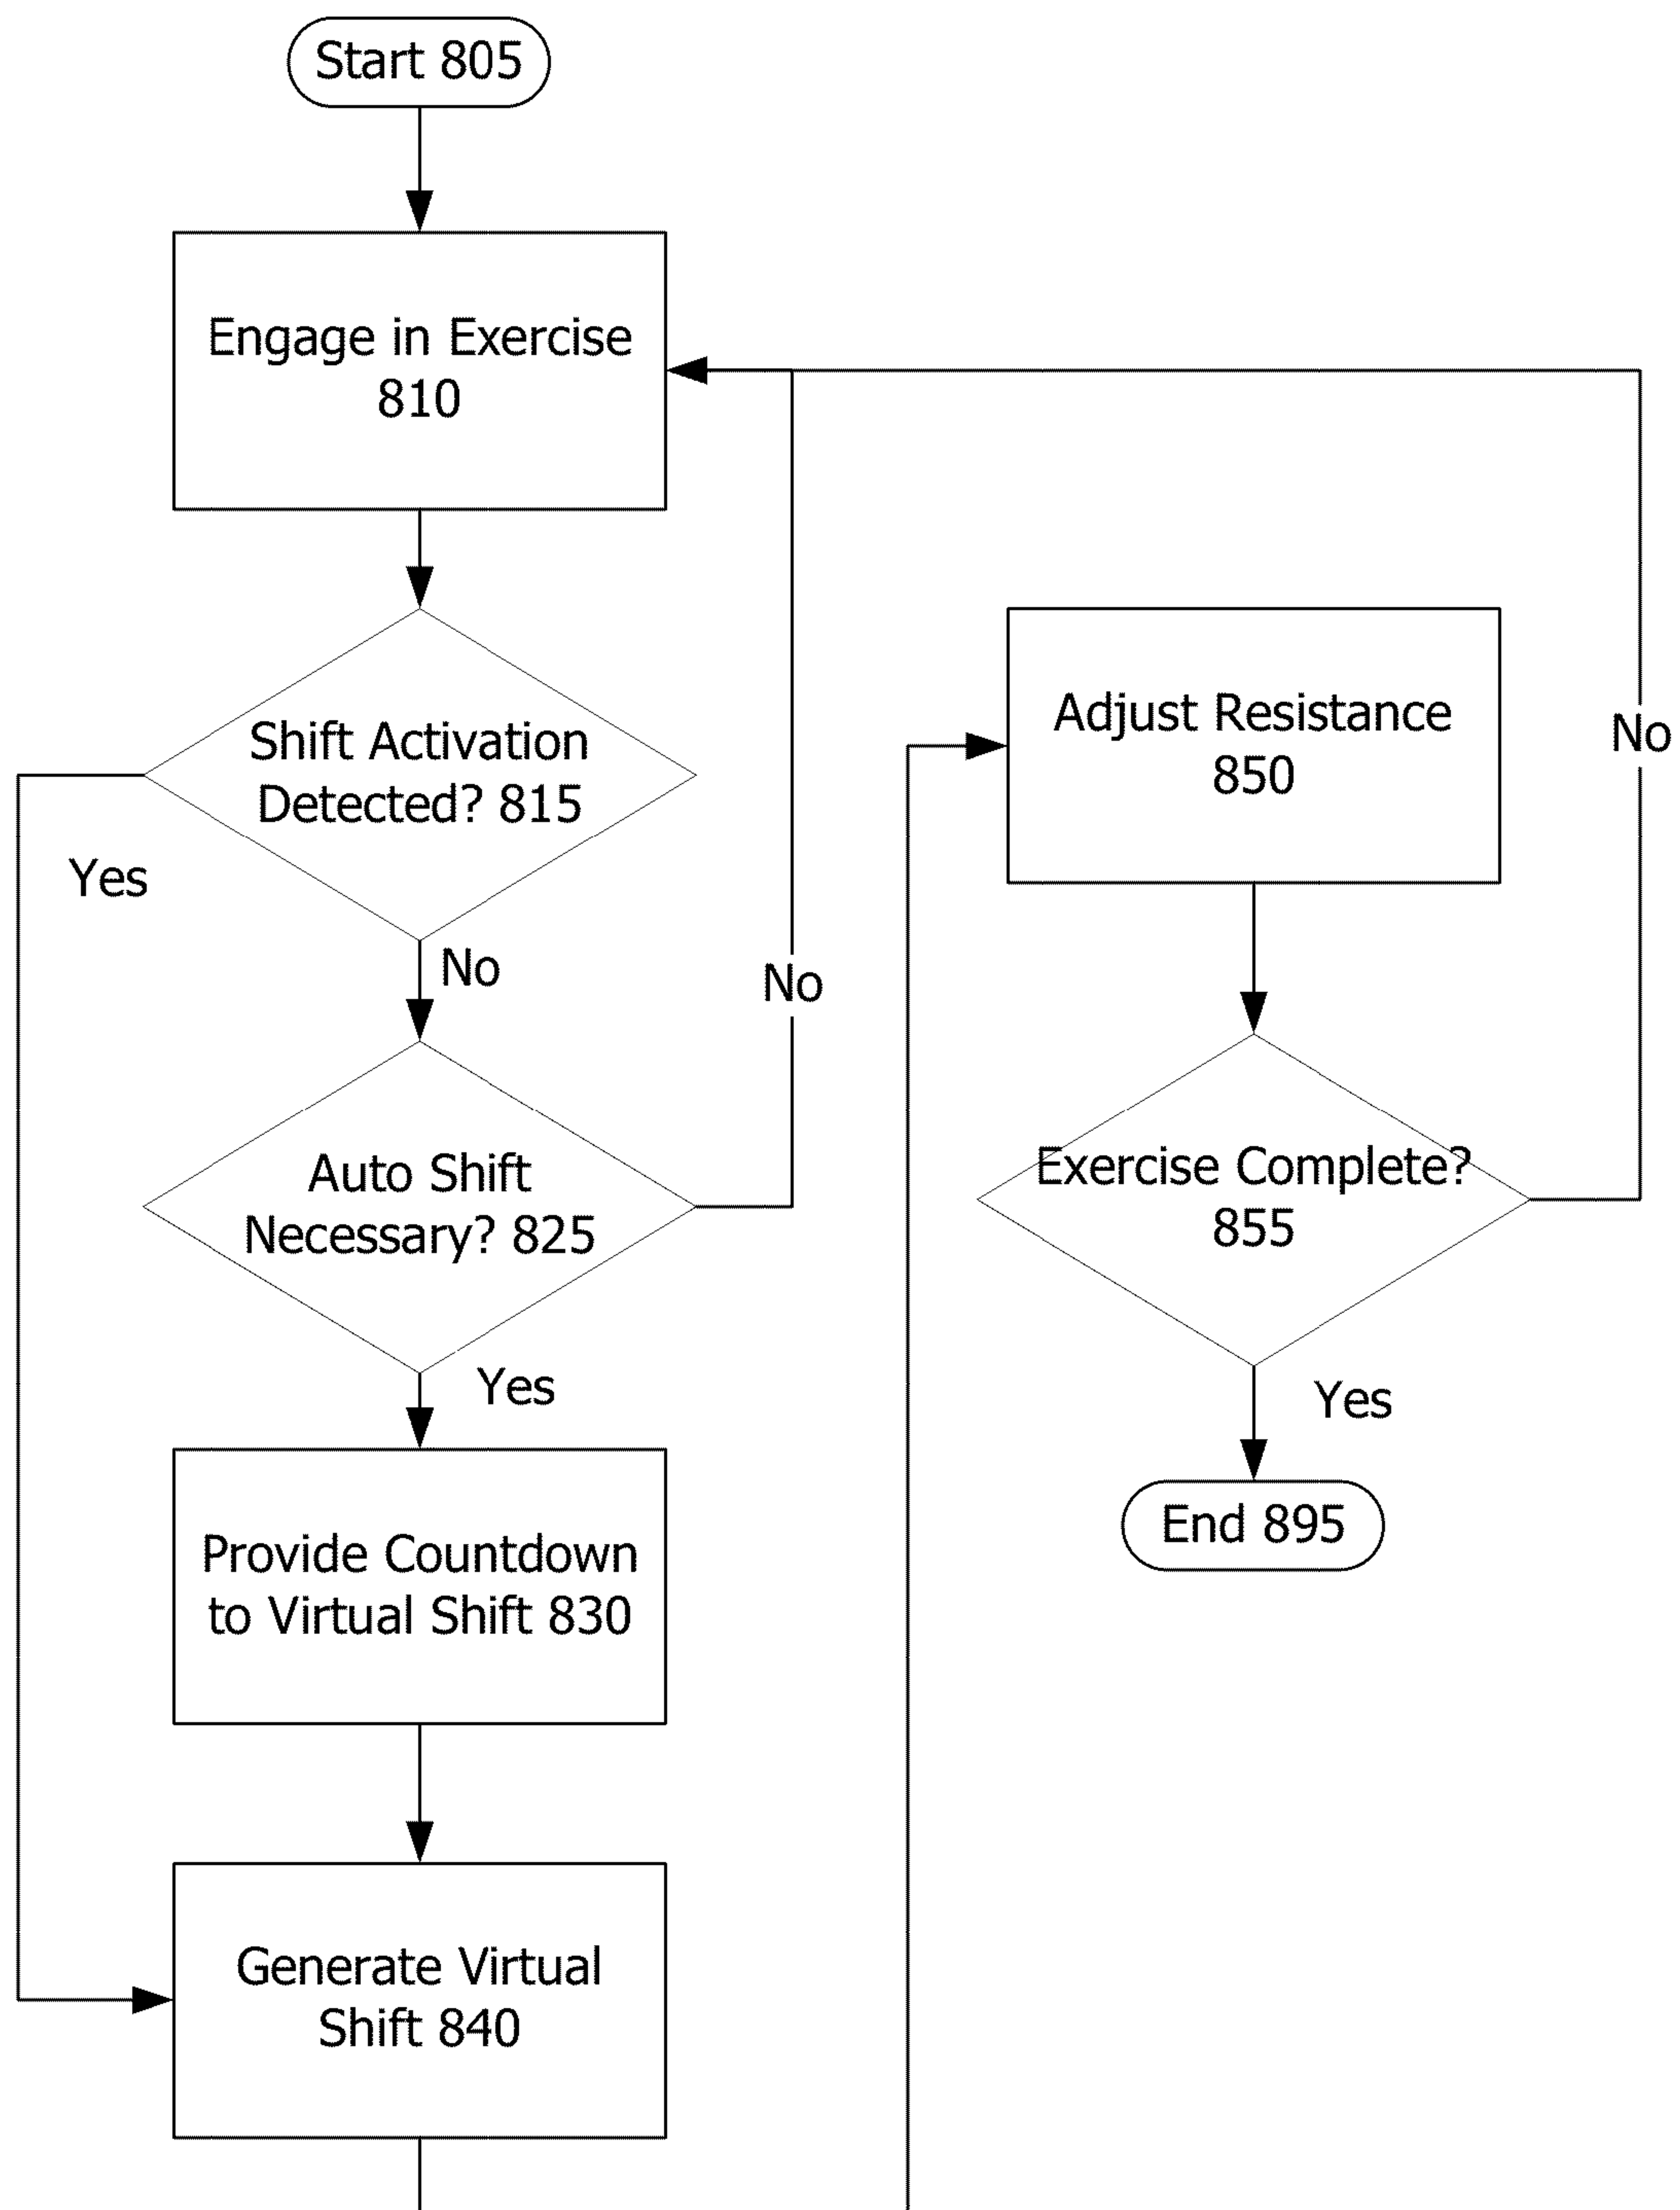 Start 805
Engage in Exercise
810
Shift Activation
Detected? 815
Yes
No
No
Auto Shift
Necessary? 825
Yes
Provide Countdown
to Virtual Shift 830
Generate Virtual
Shift 840
Adjust Resistance
850
No
Exercise Complete?
855
Yes
End 895